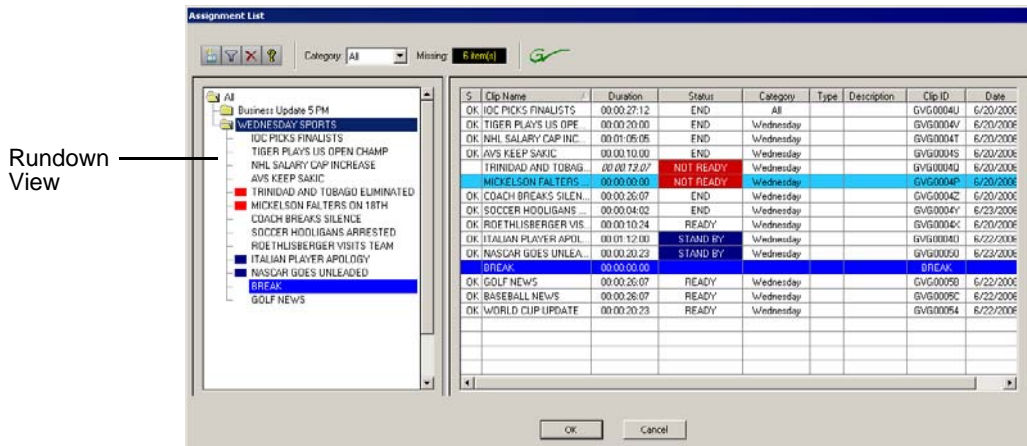 Assignment List
Category: All Missing: 6 item(s)
Rundown
View
All
Business Update 5 PM
WEDNESDAY SPORTS
IOC PICKS FINALISTS
TIGER PLAYS US OPEN CHAMP
NHL SALARY CAP INCREASE
AVS KEEP SAKIC
TRINIDAD AND TOBAGO ELIMINATED
MICKELSON FALTERS ON 18TH
COACH BREAKS SILENCE
SOCCER HOOLIGANS ARRESTED
ROETHLISBERGER VISITS TEAM
ITALIAN PLAYER APOLOGY
NASCAR GOES UNLEADED
BREAK
GOLF NEWS
S Clip Name Duration Status Category Type Description Clip ID Date
OK IOC PICKS FINALISTS 00:00:27:12 END All GVG0004U 6/20/2006
OK TIGER PLAYS US OPE... 00:00:20:00 END Wednesday GVG0004V 6/20/2006
OK NHL SALARY CAP INC... 00:01:05:05 END Wednesday GVG0004T 6/20/2006
OK AVS KEEP SAKIC 00:00:10:00 END Wednesday GVG0004S 6/20/2006
TRINIDAD AND TOBAG... 00:00:13:07 NOT READY Wednesday GVG0004Q 6/20/2006
MICKELSON FALTERS ... 00:00:00:00 NOT READY Wednesday GVG0004P 6/20/2006
OK COACH BREAKS SILEN... 00:00:26:07 END Wednesday GVG0004Z 6/20/2006
OK SOCCER HOOLIGANS ... 00:00:04:02 END Wednesday GVG0004Y 6/23/2006
OK ROETHLISBERGER VIS... 00:00:10:24 READY Wednesday GVG0004X 6/20/2006
OK ITALIAN PLAYER APOL... 00:01:12:00 STAND BY Wednesday GVG0004O 6/22/2006
OK NASCAR GOES UNLEA... 00:00:20:23 STAND BY Wednesday GVG00050 6/23/2006
BREAK 00:00:00:00 BREAK
OK GOLF NEWS 00:00:26:07 READY Wednesday GVG0005B 6/22/2006
OK BASEBALL NEWS 00:00:26:07 READY Wednesday GVG0005C 6/22/2006
OK WORLD CUP UPDATE 00:00:20:23 READY Wednesday GVG00054 6/22/2006
OK Cancel